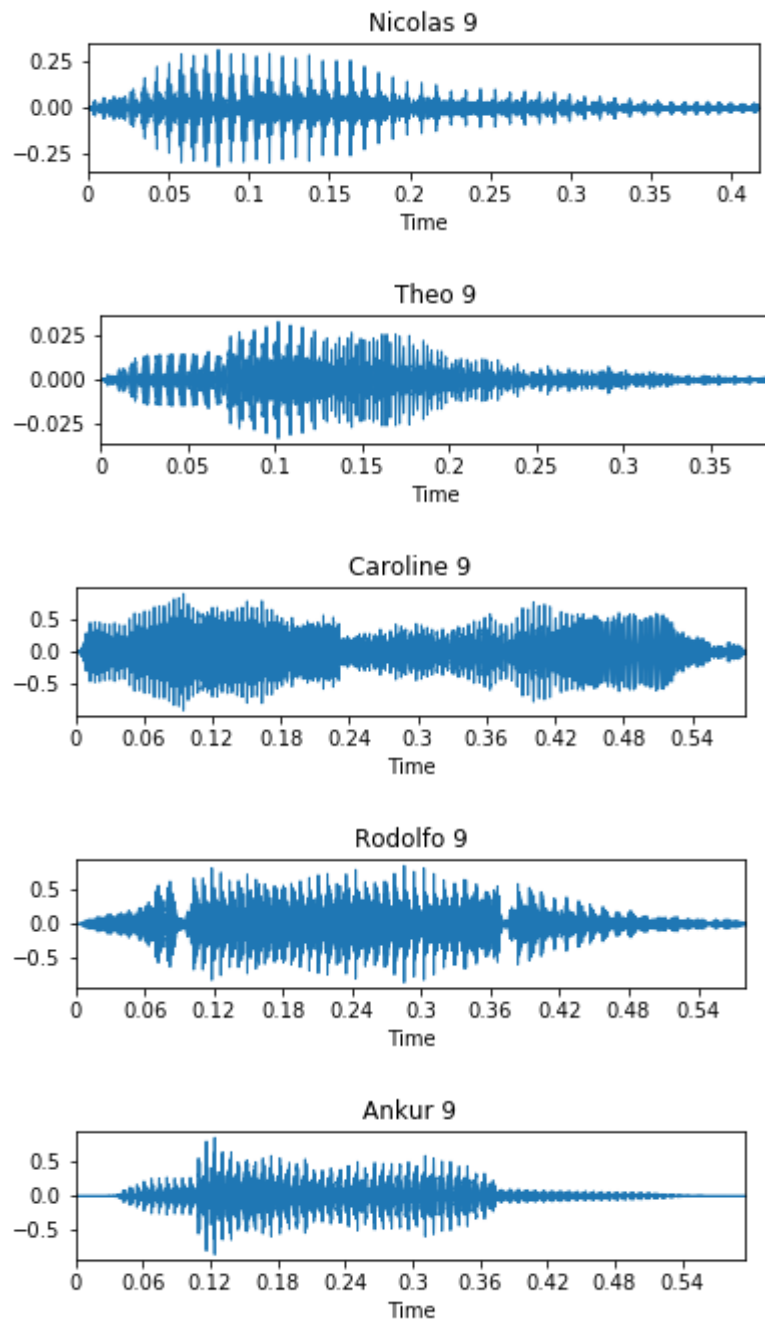 Nicolas 9
0.25
0.00
−0.25
0 0.05 0.1 0.15 0.2 0.25 0.3 0.35 0.4
Time
Theo 9
0.025
0.000
−0.025
0 0.05 0.1 0.15 0.2 0.25 0.3 0.35
Time
Caroline 9
0.5
0.0
−0.5
0 0.06 0.12 0.18 0.24 0.3 0.36 0.42 0.48 0.54
Time
Rodolfo 9
0.5
0.0
−0.5
0 0.06 0.12 0.18 0.24 0.3 0.36 0.42 0.48 0.54
Time
Ankur 9
0.5
0.0
−0.5
0 0.06 0.12 0.18 0.24 0.3 0.36 0.42 0.48 0.54
Time